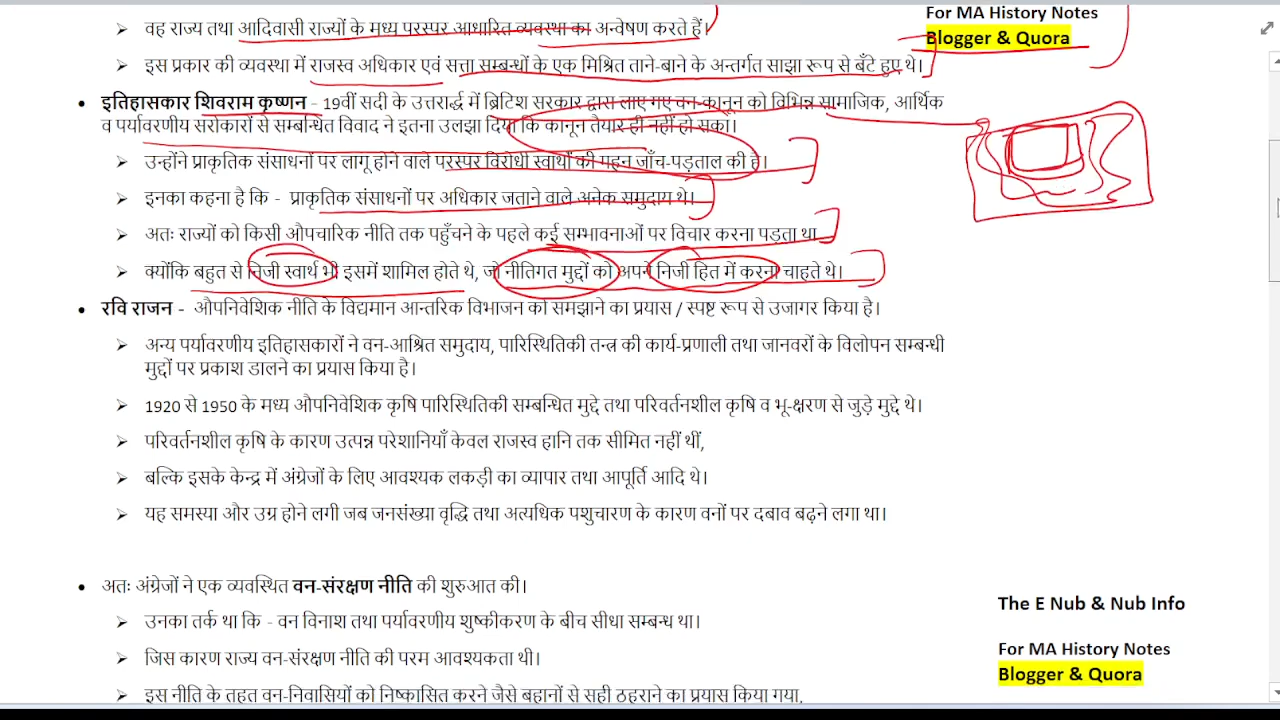 For MA History Notes
वह राज्य तथा आदिवासी राज्यों के मध्य परस्पर आधारित व्यवस्था का अन्वेषण करते हैं।
Blogger & Quora
इस प्रकार की व्यवस्था में राजस्व अधिकार एवं सत्ता सम्बन्धों के एक मिश्रित ताने-बाने के अन्तर्गत साझा रूप से बँटे हुए थे।
इतिहासकार शिवराम कृष्णन - 19वीं सदी के उत्तरार्द्ध में ब्रिटिश सरकार द्वारा लाए गए वन-कानून को विभिन्न सामाजिक, आर्थिक
व पर्यावरणीय सरोकारों से सम्बन्धित विवाद ने इतना उलझा दिया कि कानून तैयार ही नहीं हो सका।
उन्होंने प्राकृतिक संसाधनों पर लागू होने वाले परस्पर विरोधी स्वार्थों की गहन जाँच-पड़ताल की है।
इनका कहना है कि - प्राकृतिक संसाधनों पर अधिकार जताने वाले अनेक समुदाय थे।
अतः राज्यों को किसी औपचारिक नीति तक पहुँचने के पहले कई सम्भावनाओं पर विचार करना पड़ता था
क्योंकि बहुत से निजी स्वार्थ भी इसमें शामिल होते थे, जो नीतिगत मुद्दों को अपने निजी हित में करना चाहते थे।
रवि राजन - औपनिवेशिक नीति के विद्यमान आन्तरिक विभाजन को समझाने का प्रयास / स्पष्ट रूप से उजागर किया है।
अन्य पर्यावरणीय इतिहासकारों ने वन-आश्रित समुदाय, पारिस्थितिकी तन्त्र की कार्य-प्रणाली तथा जानवरों के विलोपन सम्बन्धी
मुद्दों पर प्रकाश डालने का प्रयास किया है।
1920 से 1950 के मध्य औपनिवेशिक कृषि पारिस्थितिकी सम्बन्धित मुद्दे तथा परिवर्तनशील कृषि व भू-क्षरण से जुड़े मुद्दे थे।
परिवर्तनशील कृषि के कारण उत्पन्न परेशानियाँ केवल राजस्व हानि तक सीमित नहीं थीं,
बल्कि इसके केन्द्र में अंग्रेजों के लिए आवश्यक लकड़ी का व्यापार तथा आपूर्ति आदि थे।
यह समस्या और उग्र होने लगी जब जनसंख्या वृद्धि तथा अत्यधिक पशुचारण के कारण वनों पर दबाव बढ़ने लगा था।
अतः अंग्रेजों ने एक व्यवस्थित वन-संरक्षण नीति की शुरुआत की।
The E Nub & Nub Info
उनका तर्क था कि - वन विनाश तथा पर्यावरणीय शुष्कीकरण के बीच सीधा सम्बन्ध था।
For MA History Notes
जिस कारण राज्य वन-संरक्षण नीति की परम आवश्यकता थी।
Blogger & Quora
इस नीति के तहत वन-निवासियों को निष्कासित करने जैसे बहानों से सही ठहराने का प्रयास किया गया,